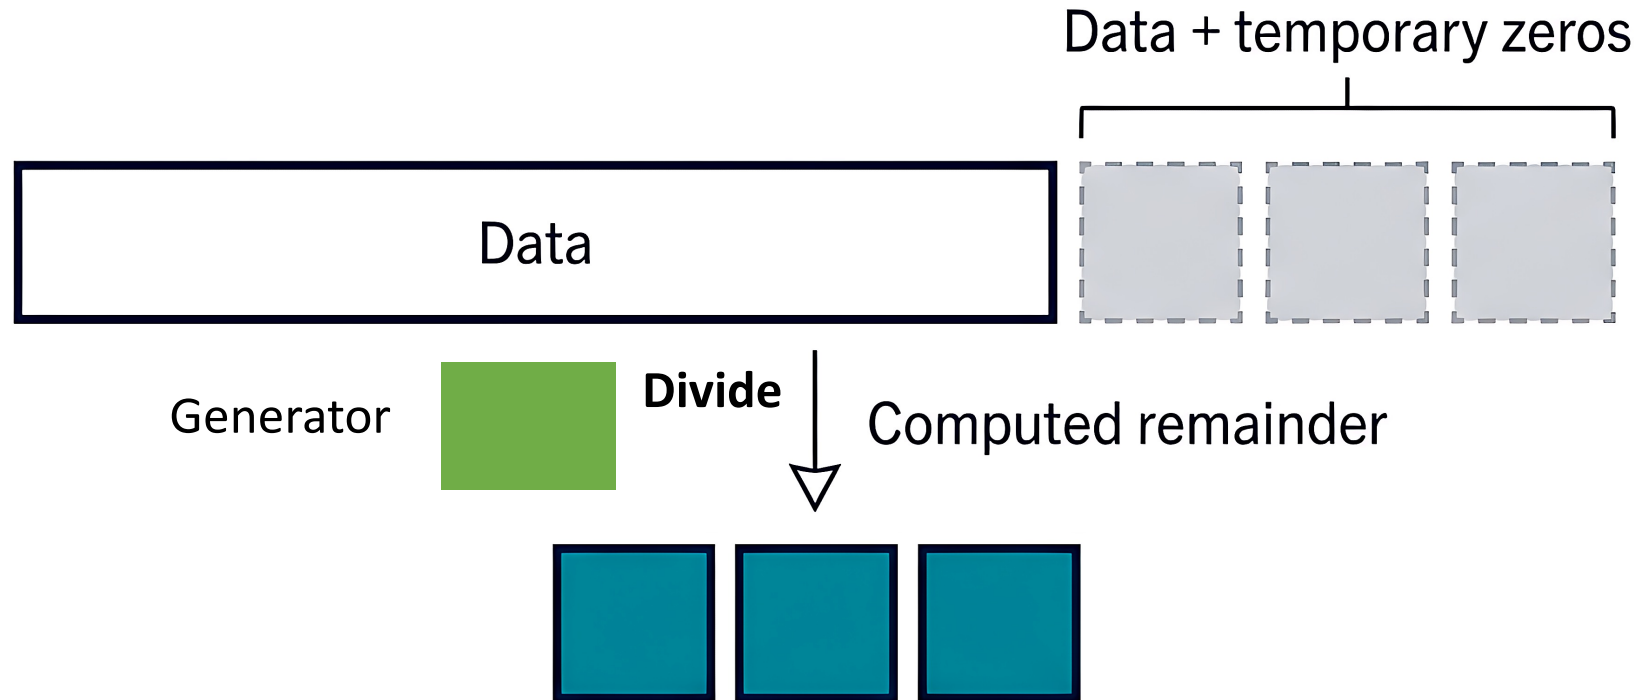 Data + temporary zeros
Data
Generator
Divide
Computed remainder